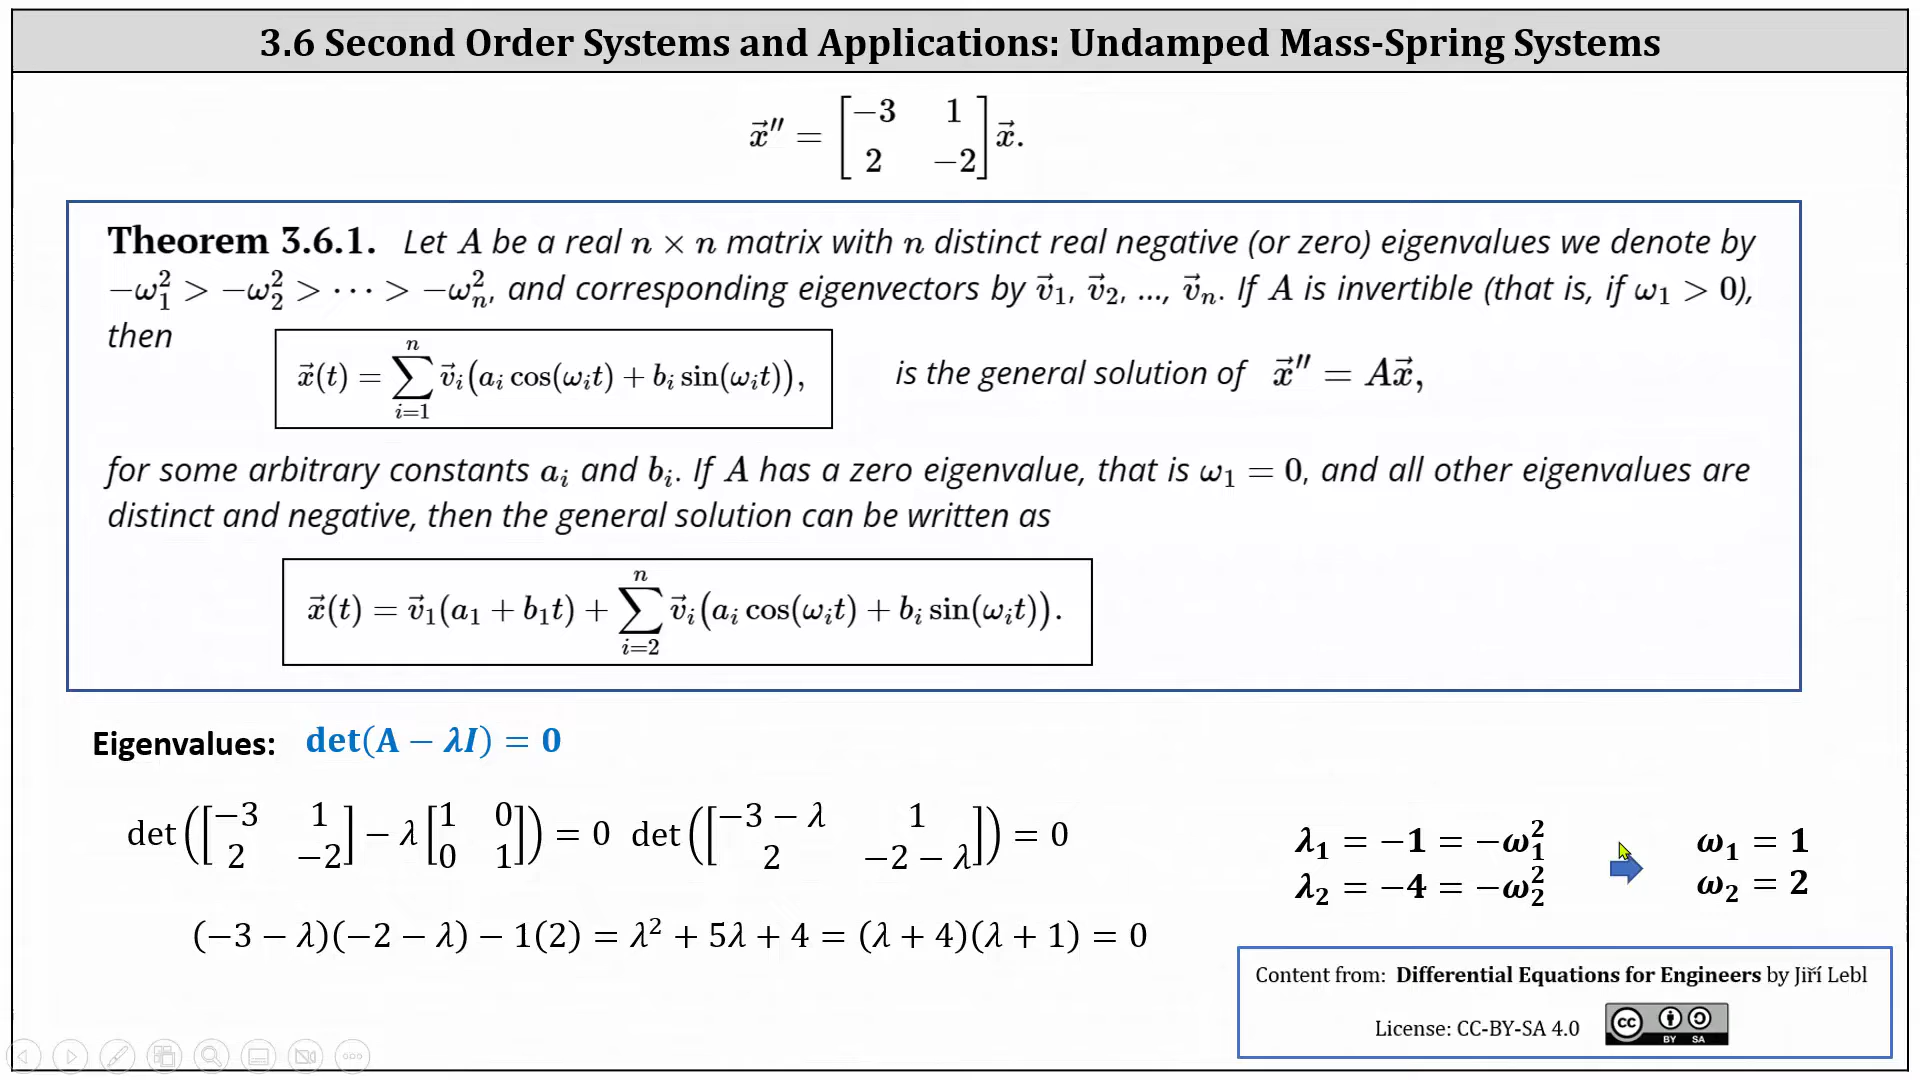 3.6 Second Order Systems and Applications: Undamped Mass-Spring Systems
x⃗″ = [−3 1; 2 −2] x⃗.
Theorem 3.6.1. Let A be a real n × n matrix with n distinct real negative (or zero) eigenvalues we denote by
−ω₁² > −ω₂² > ⋯ > −ωₙ², and corresponding eigenvectors by v⃗₁, v⃗₂, ..., v⃗ₙ. If A is invertible (that is, if ω₁ > 0),
then
x⃗(t) = ∑ᵢ₌₁ⁿ v⃗ᵢ(aᵢ cos(ωᵢt) + bᵢ sin(ωᵢt)), is the general solution of x⃗″ = Ax⃗,
for some arbitrary constants aᵢ and bᵢ. If A has a zero eigenvalue, that is ω₁ = 0, and all other eigenvalues are
distinct and negative, then the general solution can be written as
x⃗(t) = v⃗₁(a₁ + b₁t) + ∑ᵢ₌₂ⁿ v⃗ᵢ(aᵢ cos(ωᵢt) + bᵢ sin(ωᵢt)).
Eigenvalues: det(A − λI) = 0
det([−3 1; 2 −2] − λ[1 0; 0 1]) = 0 det([−3 − λ 1; 2 −2 − λ]) = 0
(−3 − λ)(−2 − λ) − 1(2) = λ² + 5λ + 4 = (λ + 4)(λ + 1) = 0
λ₁ = −1 = −ω₁² ω₁ = 1
λ₂ = −4 = −ω₂² ω₂ = 2
Content from: Differential Equations for Engineers by Jiří Lebl
License: CC-BY-SA 4.0
cc BY SA